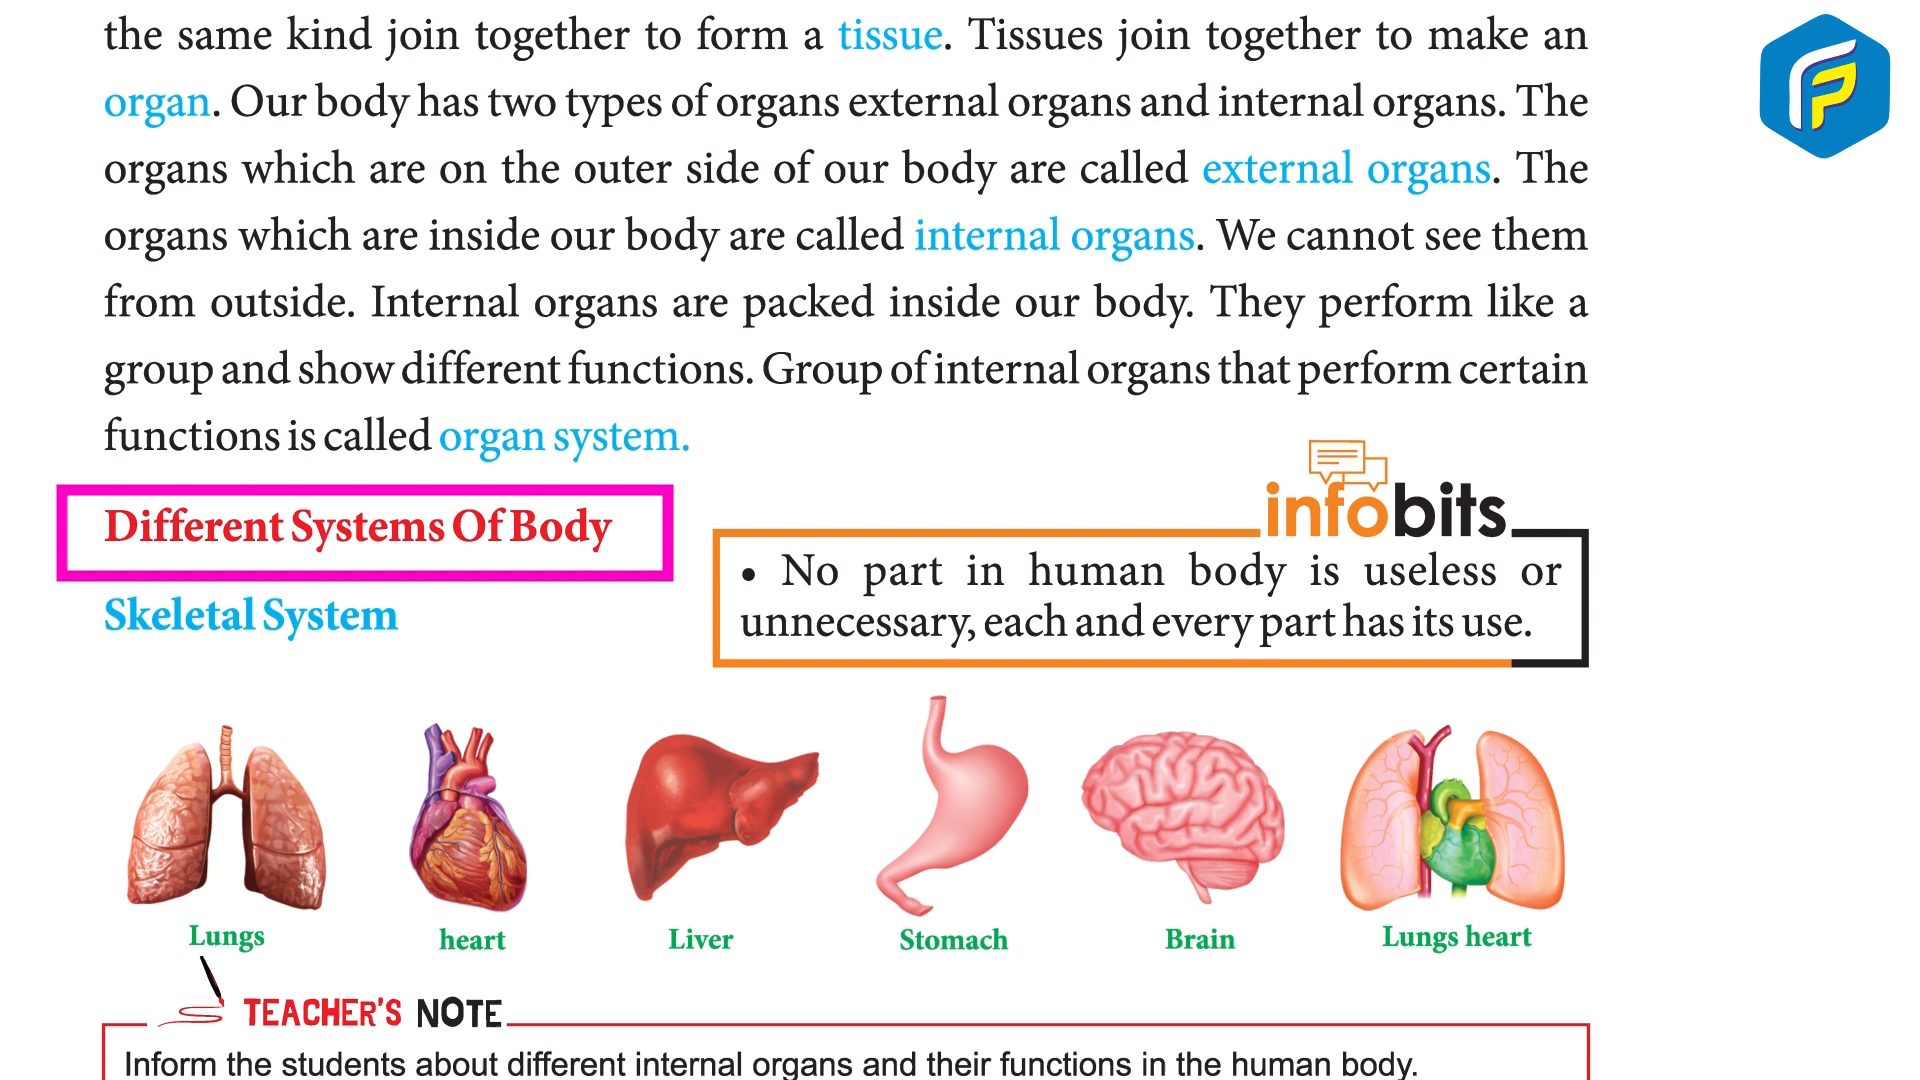 the same kind join together to form a tissue. Tissues join together to make an
organ. Our body has two types of organs external organs and internal organs. The
organs which are on the outer side of our body are called external organs. The
organs which are inside our body are called internal organs. We cannot see them
from outside. Internal organs are packed inside our body. They perform like a
group and show different functions. Group of internal organs that perform certain
functions is called organ system.
Different Systems Of Body
Skeletal System
infobits
• No part in human body is useless or
unnecessary, each and every part has its use.
Lungs heart Liver Stomach Brain Lungs heart
TEACHER'S NOTE
Inform the students about different internal organs and their functions in the human body.